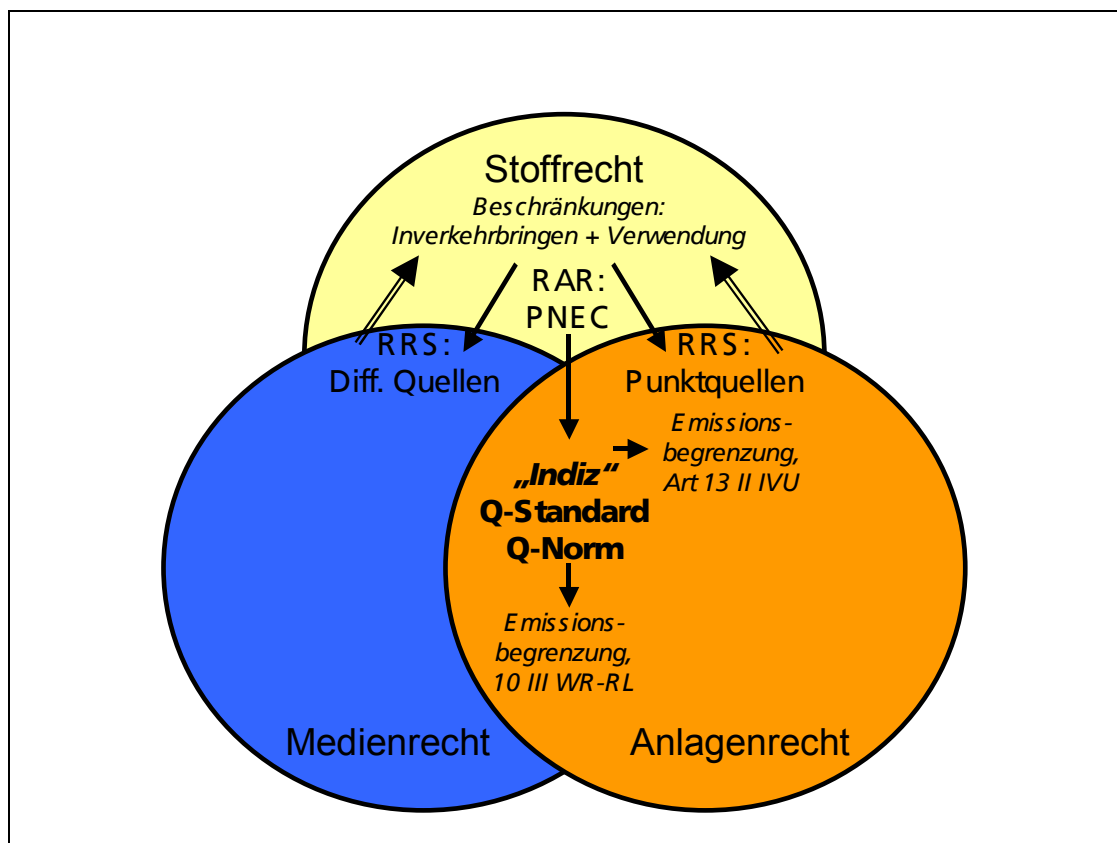 Stoffrecht
Beschränkungen:
Inverkehrbringen + Verwendung
RAR:
PNEC
RRS:
Diff. Quellen
RRS:
Punktquellen
Emissions-
begrenzung,
Art 13 II IVU
„Indiz“
Q-Standard
Q-Norm
Emissions-
begrenzung,
10 III WR-RL
Medienrecht
Anlagenrecht